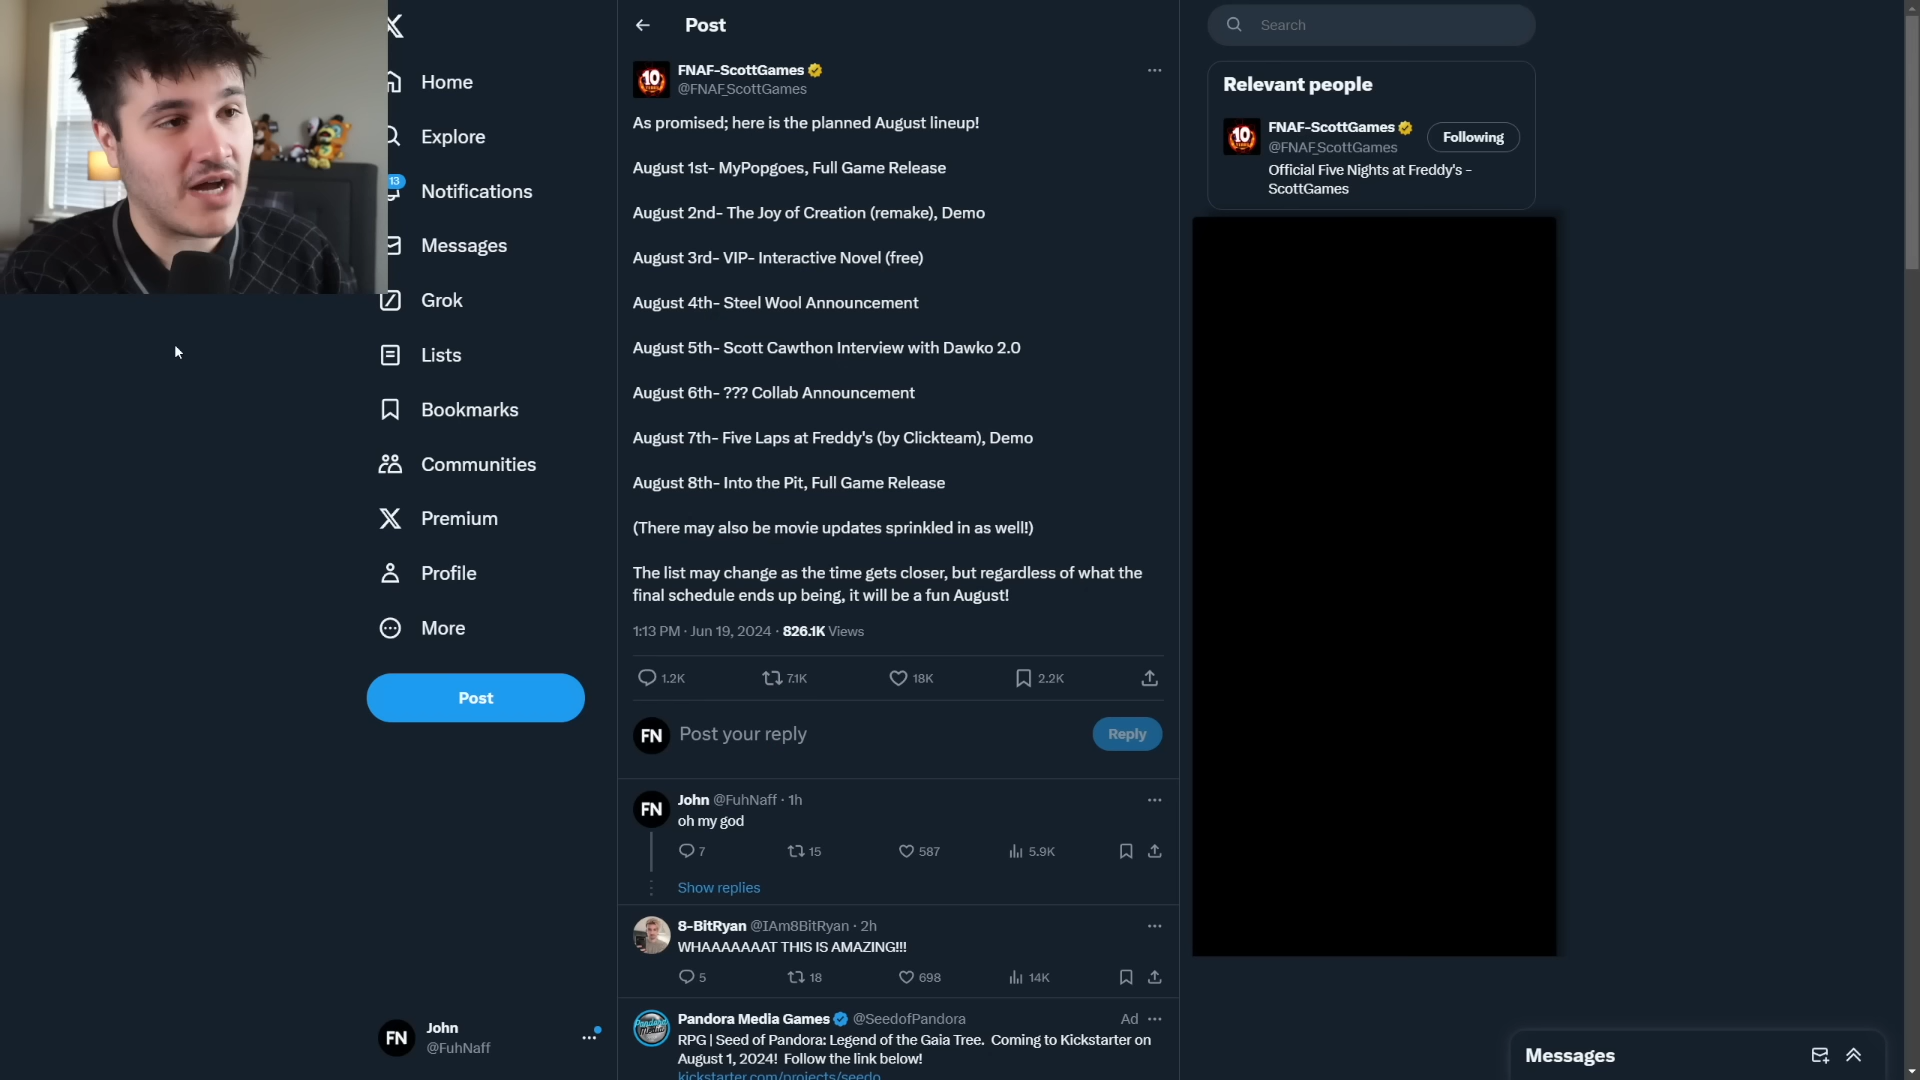 Home
Explore
13
Notifications
Messages
Grok
Lists
Bookmarks
Communities
Premium
Profile
More
Post
FN
John
@FuhNaff
Post
10
FNAF-ScottGames
@FNAF_ScottGames
As promised; here is the planned August lineup!
August 1st- MyPopgoes, Full Game Release
August 2nd- The Joy of Creation (remake), Demo
August 3rd- VIP- Interactive Novel (free)
August 4th- Steel Wool Announcement
August 5th- Scott Cawthon Interview with Dawko 2.0
August 6th- ??? Collab Announcement
August 7th- Five Laps at Freddy's (by Clickteam), Demo
August 8th- Into the Pit, Full Game Release
(There may also be movie updates sprinkled in as well!)
The list may change as the time gets closer, but regardless of what the
final schedule ends up being, it will be a fun August!
1:13 PM · Jun 19, 2024 · 826.1K Views
1.2K 7.1K 18K 2.2K
FN Post your reply Reply
FN
John @FuhNaff · 1h
oh my god
7 15 587 5.9K
Show replies
8-BitRyan @IAm8BitRyan · 2h
WHAAAAAAAT THIS IS AMAZING!!!
5 18 698 14K
Pandora Media Games @SeedofPandora Ad
RPG | Seed of Pandora: Legend of the Gaia Tree. Coming to Kickstarter on
August 1, 2024! Follow the link below!
kickstarter.com/projects/seedo
Search
Relevant people
10
FNAF-ScottGames
@FNAF_ScottGames
Following
Official Five Nights at Freddy's -
ScottGames
Messages